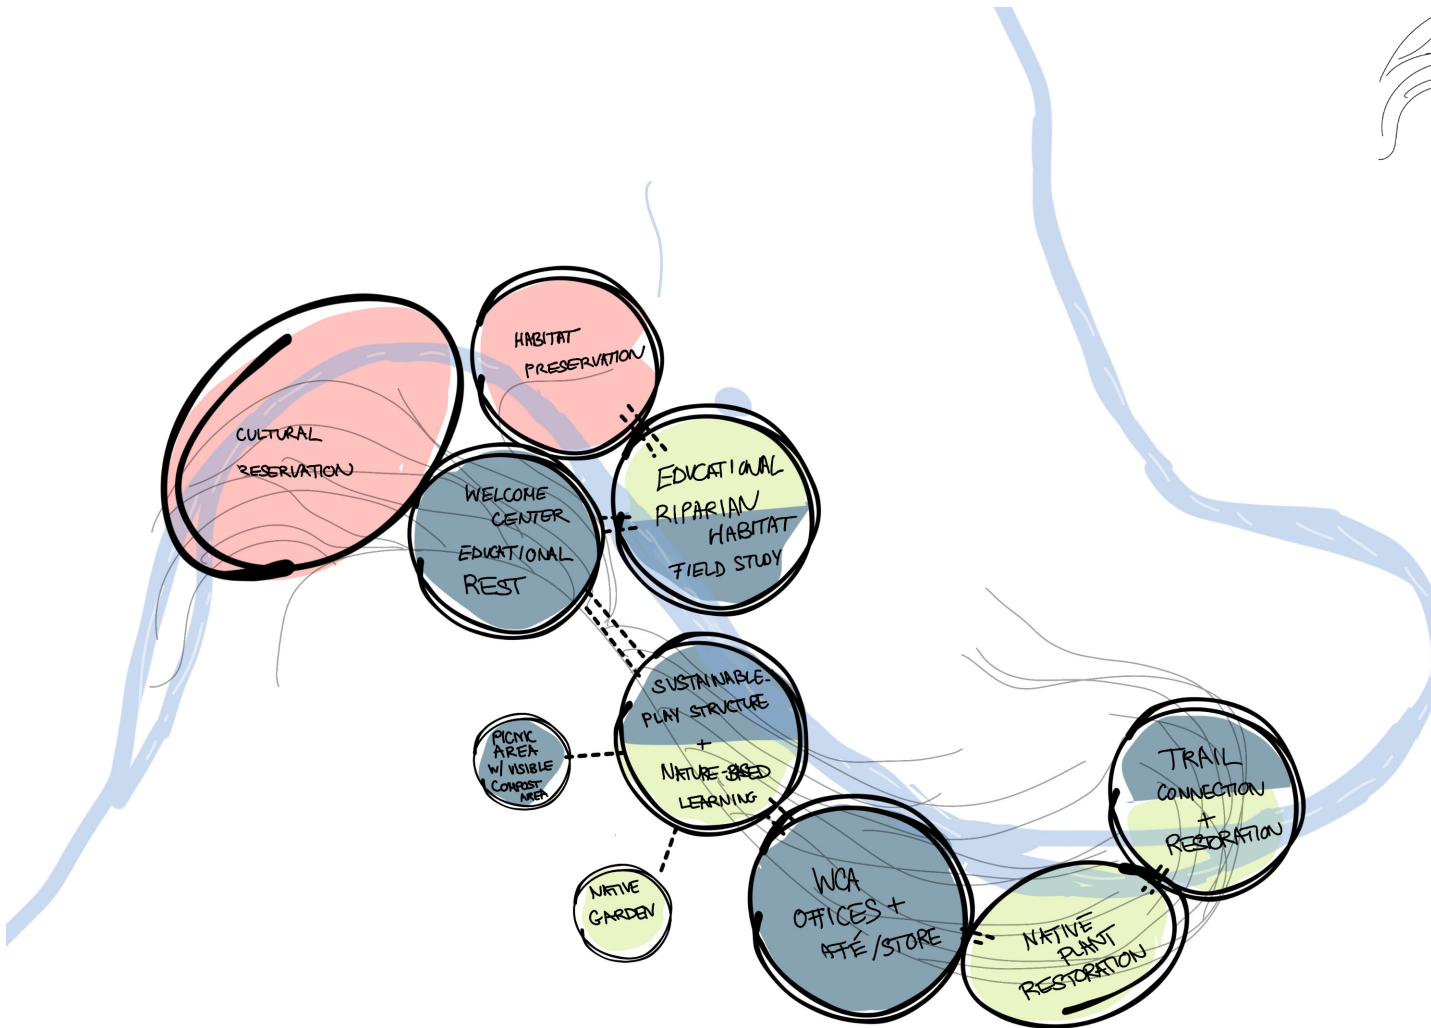 HABITAT
PRESERVATION
CULTURAL
RESERVATION
WELCOME
CENTER
EDUCATIONAL
REST
EDUCATIONAL
RIPARIAN
HABITAT
FIELD STUDY
SUSTAINABLE-
PLAY STRUCTURE
+
NATURE-BASED
LEARNING
PICNIC
AREA
W/ VISIBLE
COMPOST
AREA
NATIVE
GARDEN
WCA
OFFICES +
AFÉ/STORE
NATIVE
PLANT
RESTORATION
TRAIL
CONNECTION
+
RESTORATION